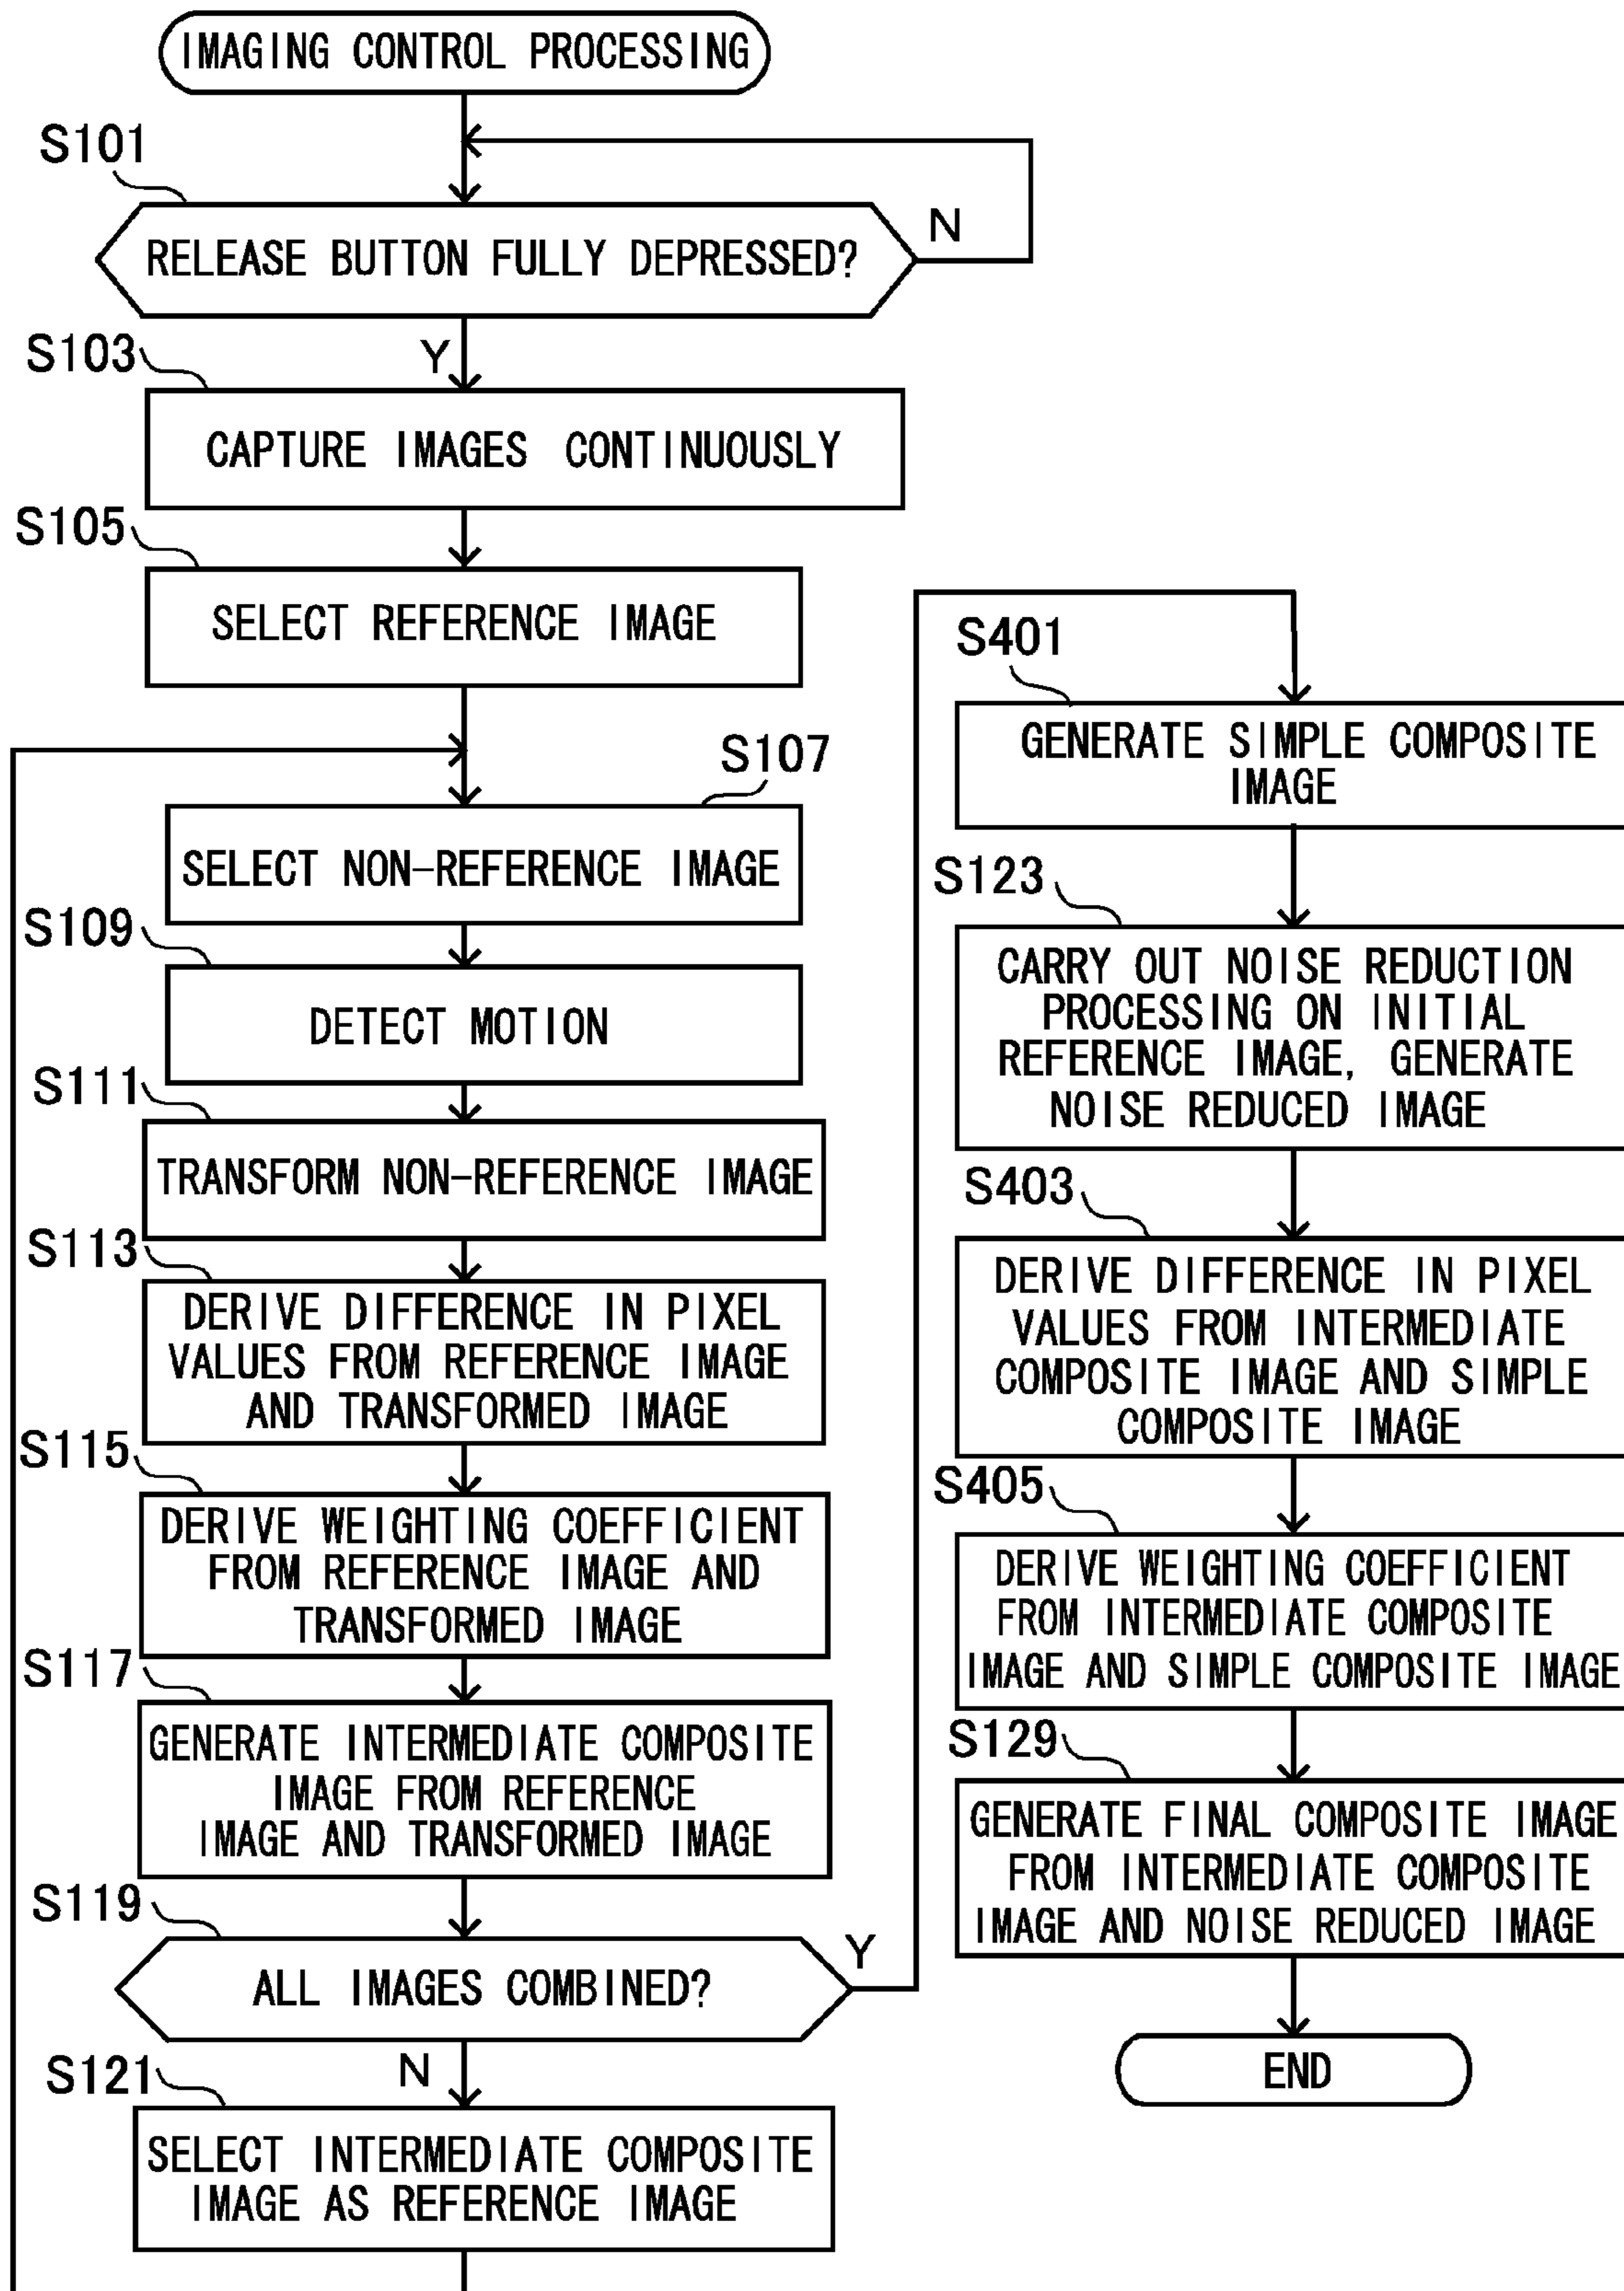 IMAGING CONTROL PROCESSING
S101
RELEASE BUTTON FULLY DEPRESSED?
N
Y
S103
CAPTURE IMAGES CONTINUOUSLY
S105
SELECT REFERENCE IMAGE
S107
SELECT NON-REFERENCE IMAGE
S109
DETECT MOTION
S111
TRANSFORM NON-REFERENCE IMAGE
S113
DERIVE DIFFERENCE IN PIXEL
VALUES FROM REFERENCE IMAGE
AND TRANSFORMED IMAGE
S115
DERIVE WEIGHTING COEFFICIENT
FROM REFERENCE IMAGE AND
TRANSFORMED IMAGE
S117
GENERATE INTERMEDIATE COMPOSITE
IMAGE FROM REFERENCE
IMAGE AND TRANSFORMED IMAGE
S119
ALL IMAGES COMBINED?
Y
N
S121
SELECT INTERMEDIATE COMPOSITE
IMAGE AS REFERENCE IMAGE
S401
GENERATE SIMPLE COMPOSITE
IMAGE
S123
CARRY OUT NOISE REDUCTION
PROCESSING ON INITIAL
REFERENCE IMAGE, GENERATE
NOISE REDUCED IMAGE
S403
DERIVE DIFFERENCE IN PIXEL
VALUES FROM INTERMEDIATE
COMPOSITE IMAGE AND SIMPLE
COMPOSITE IMAGE
S405
DERIVE WEIGHTING COEFFICIENT
FROM INTERMEDIATE COMPOSITE
IMAGE AND SIMPLE COMPOSITE IMAGE
S129
GENERATE FINAL COMPOSITE IMAGE
FROM INTERMEDIATE COMPOSITE
IMAGE AND NOISE REDUCED IMAGE
END